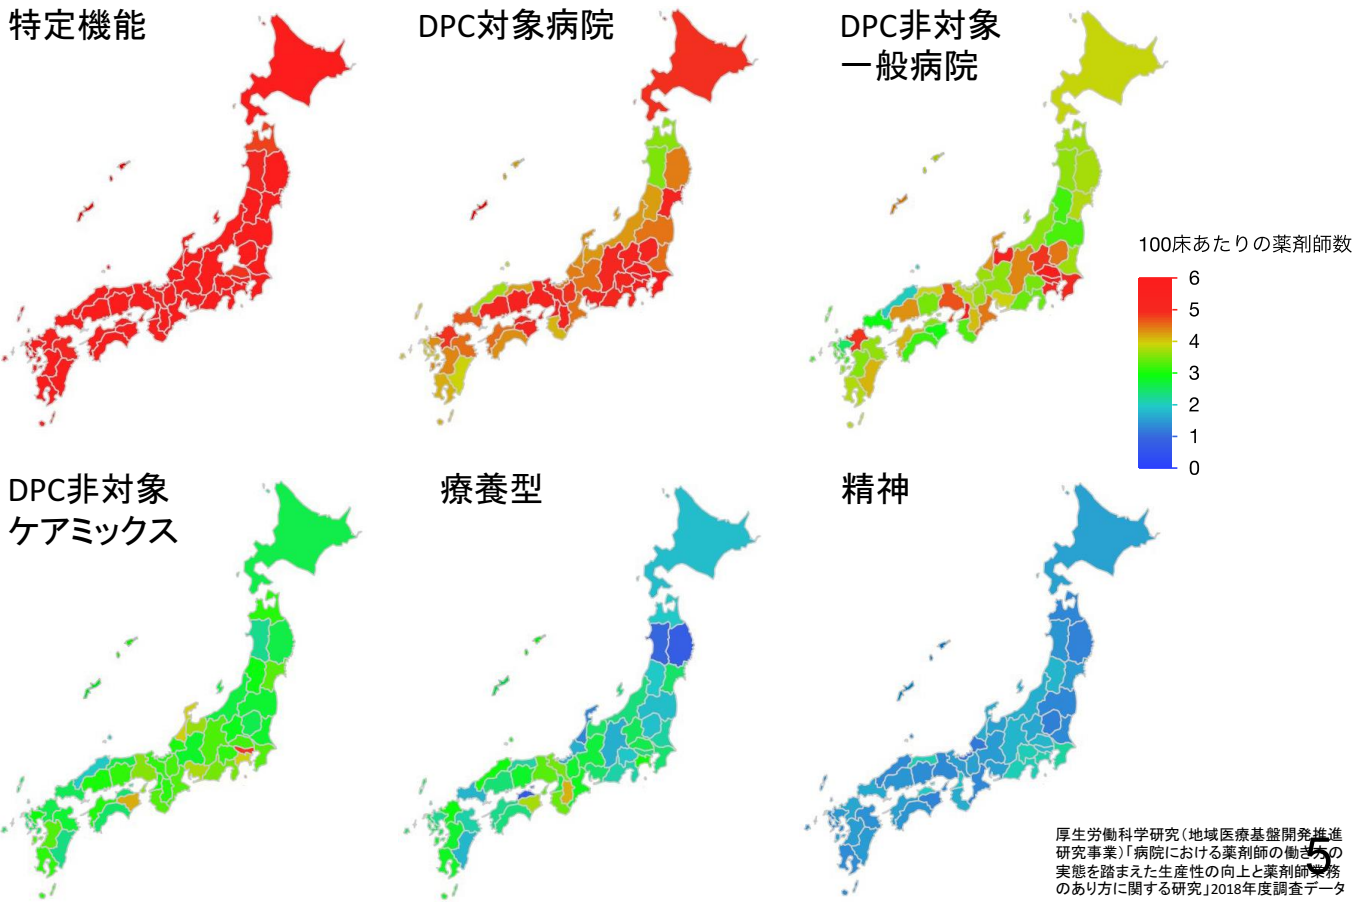 特定機能
DPC対象病院
DPC非対象
一般病院
100床あたりの薬剤師数
6
5
4
3
2
1
0
DPC非対象
ケアミックス
療養型
精神
厚生労働科学研究（地域医療基盤開発推進
研究事業）「病院における薬剤師の働き方の
実態を踏まえた生産性の向上と薬剤師業務
のあり方に関する研究」2018年度調査データ
5